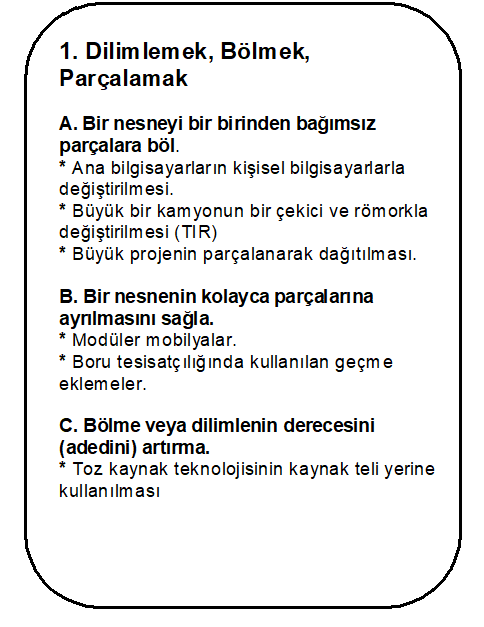 1. Dilimlemek, Bölmek,
Parçalamak
A. Bir nesneyi bir birinden bağımsız
parçalara böl.
* Ana bilgisayarların kişisel bilgisayarlarla
değiştirilmesi.
* Büyük bir kamyonun bir çekici ve römorkla
değiştirilmesi (TIR)
* Büyük projenin parçalanarak dağıtılması.
B. Bir nesnenin kolayca parçalarına
ayrılmasını sağla.
* Modüler mobilyalar.
* Boru tesisatçılığında kullanılan geçme
eklemeler.
C. Bölme veya dilimlenin derecesini
(adedini) artırma.
* Toz kaynak teknolojisinin kaynak teli yerine
kullanılması